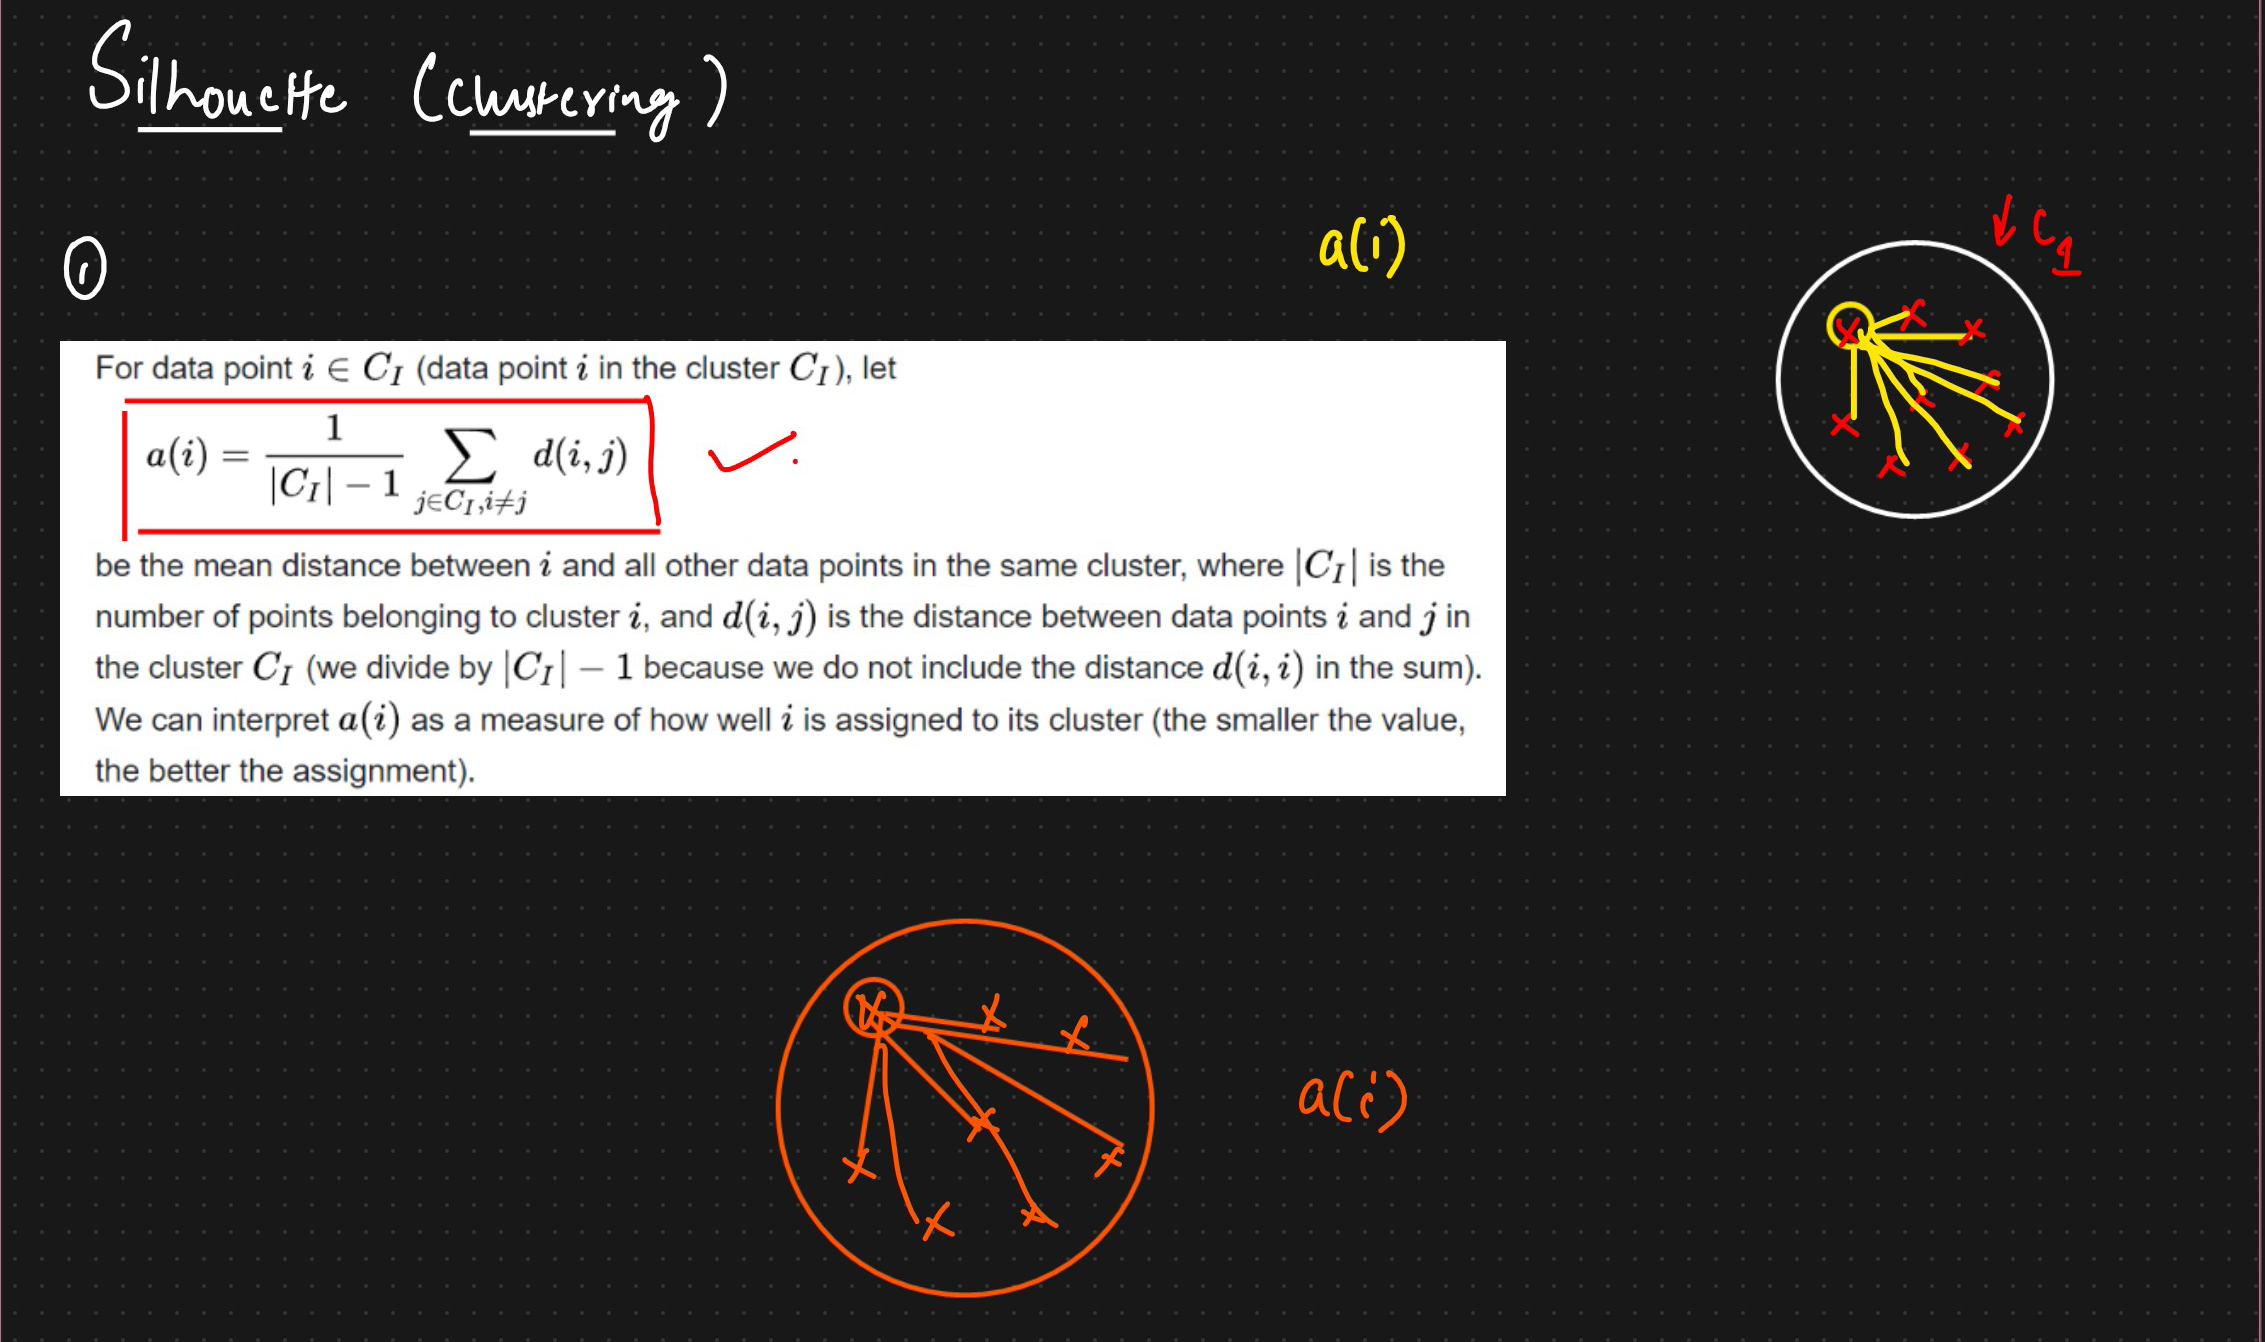 Silhouette (clustering)
a(i)
C1
①
For data point i ∈ C_I (data point i in the cluster C_I), let
a(i) = \frac{1}{|C_I| − 1} \sum_{j∈C_I, i≠j} d(i, j)
be the mean distance between i and all other data points in the same cluster, where |C_I| is the
number of points belonging to cluster i, and d(i, j) is the distance between data points i and j in
the cluster C_I (we divide by |C_I| − 1 because we do not include the distance d(i, i) in the sum).
We can interpret a(i) as a measure of how well i is assigned to its cluster (the smaller the value,
the better the assignment).
a(i)